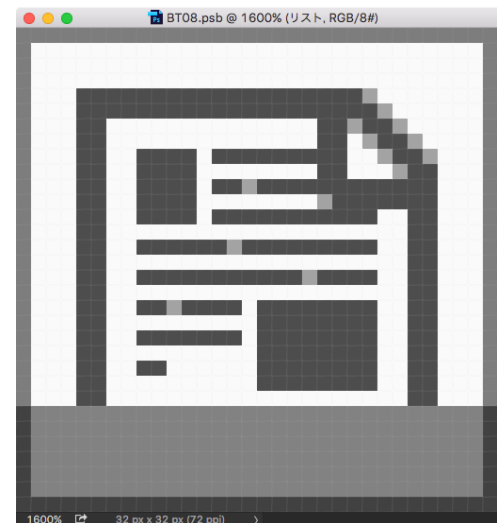 BT08.psb @ 1600% (リスト, RGB/8#)
1600% 32 px x 32 px (72 ppi)